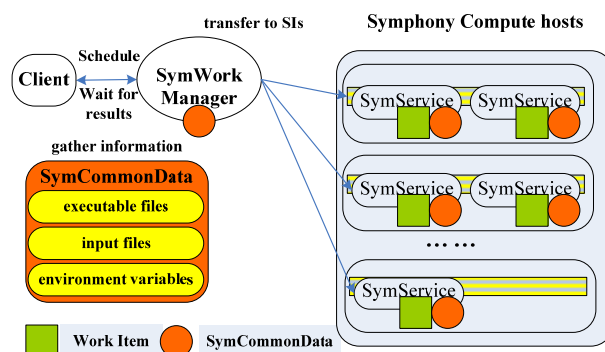 transfer to SIs
Symphony Compute hosts
Schedule
Client
SymWork
Manager
Wait for
results
SymService
SymService
gather information
SymCommonData
executable files
input files
environment variables
SymService
SymService
... ...
SymService
Work Item
SymCommonData